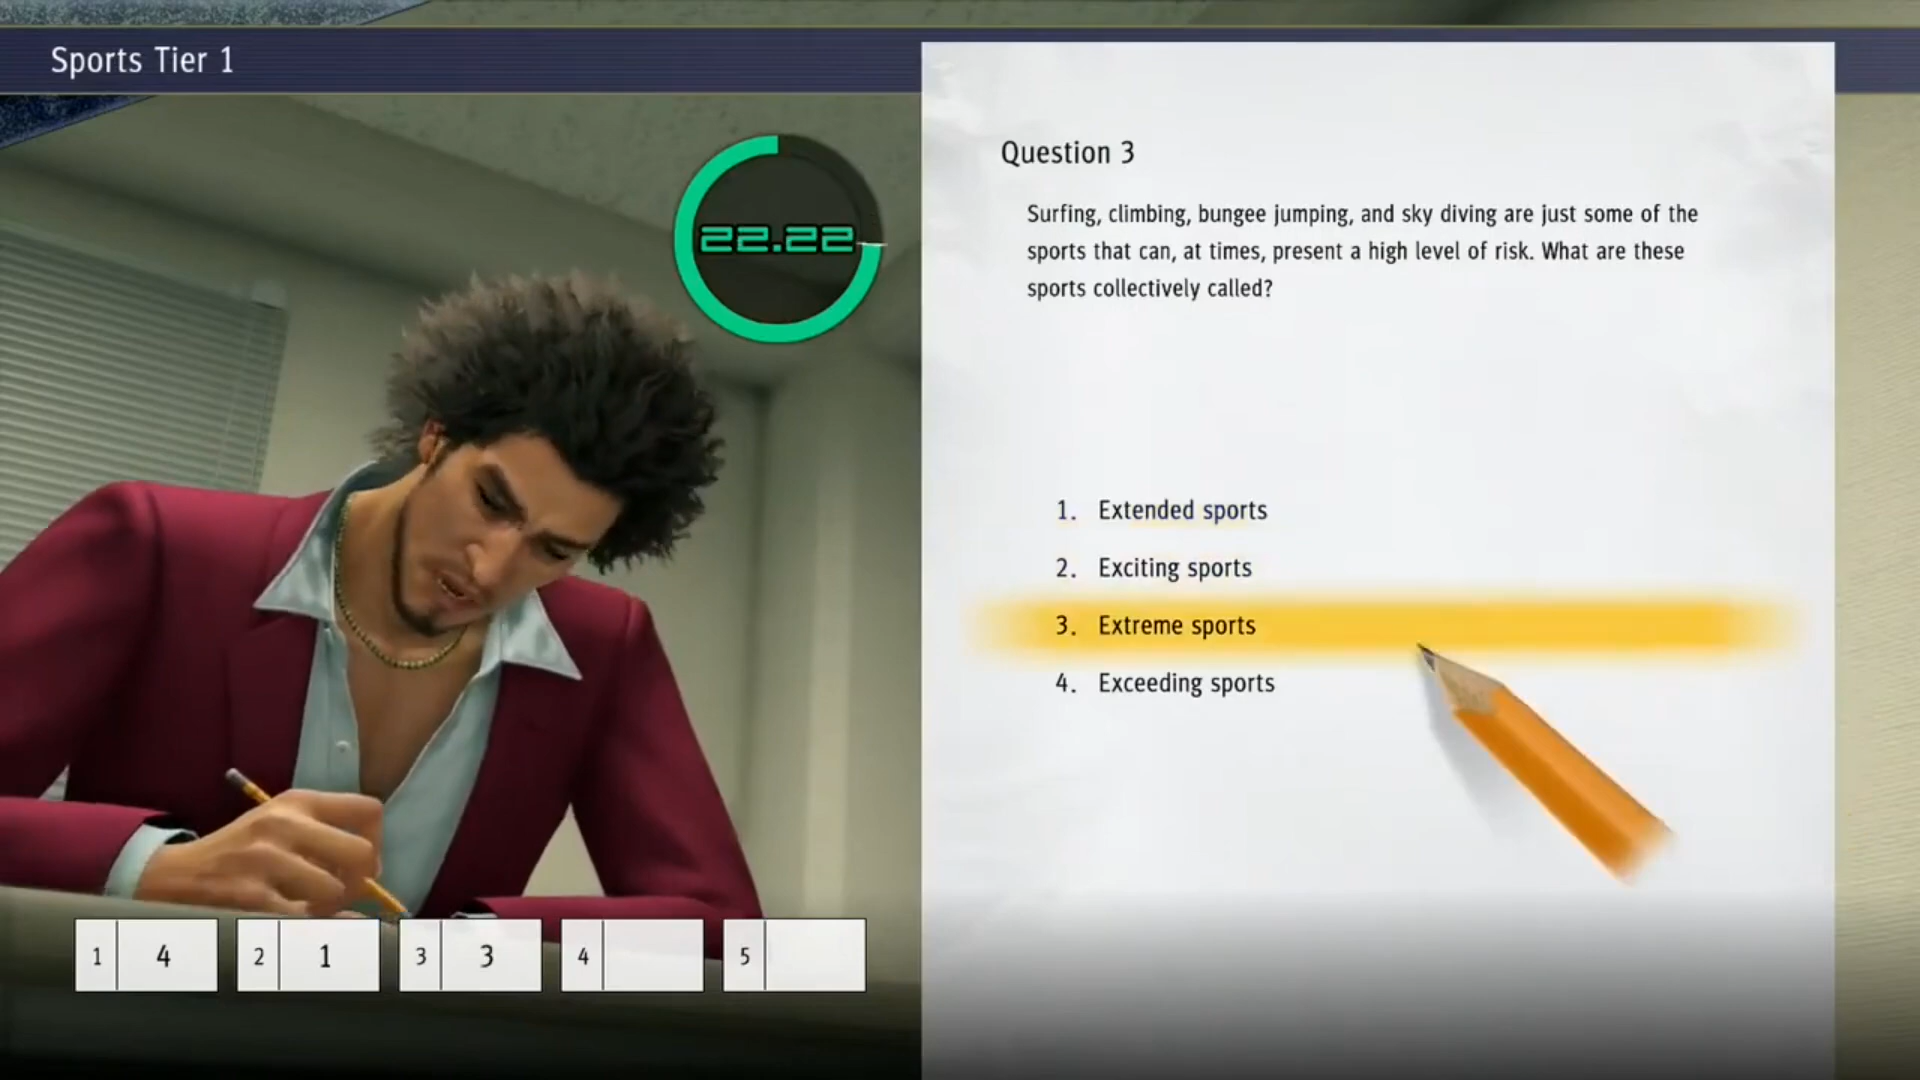 Sports Tier 1
22.22
Question 3
Surfing, climbing, bungee jumping, and sky diving are just some of the
sports that can, at times, present a high level of risk. What are these
sports collectively called?
1. Extended sports
2. Exciting sports
3. Extreme sports
4. Exceeding sports
1 4 2 1 3 3 4 5